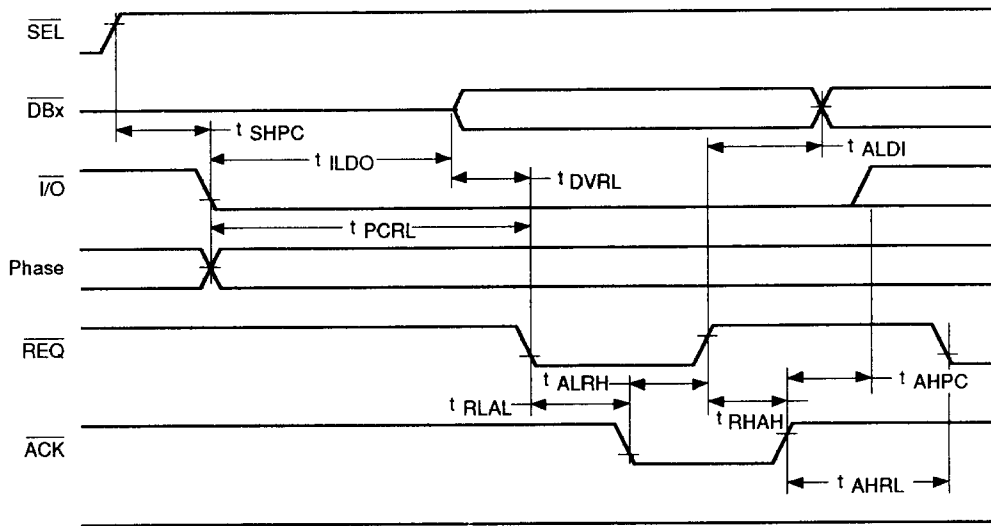 SEL
DBx
t SHPC
t ILDO
t ALDI
I/O
t DVRL
t PCRL
Phase
REQ
t ALRH
t AHPC
t RLAL
t RHAH
ACK
t AHRL